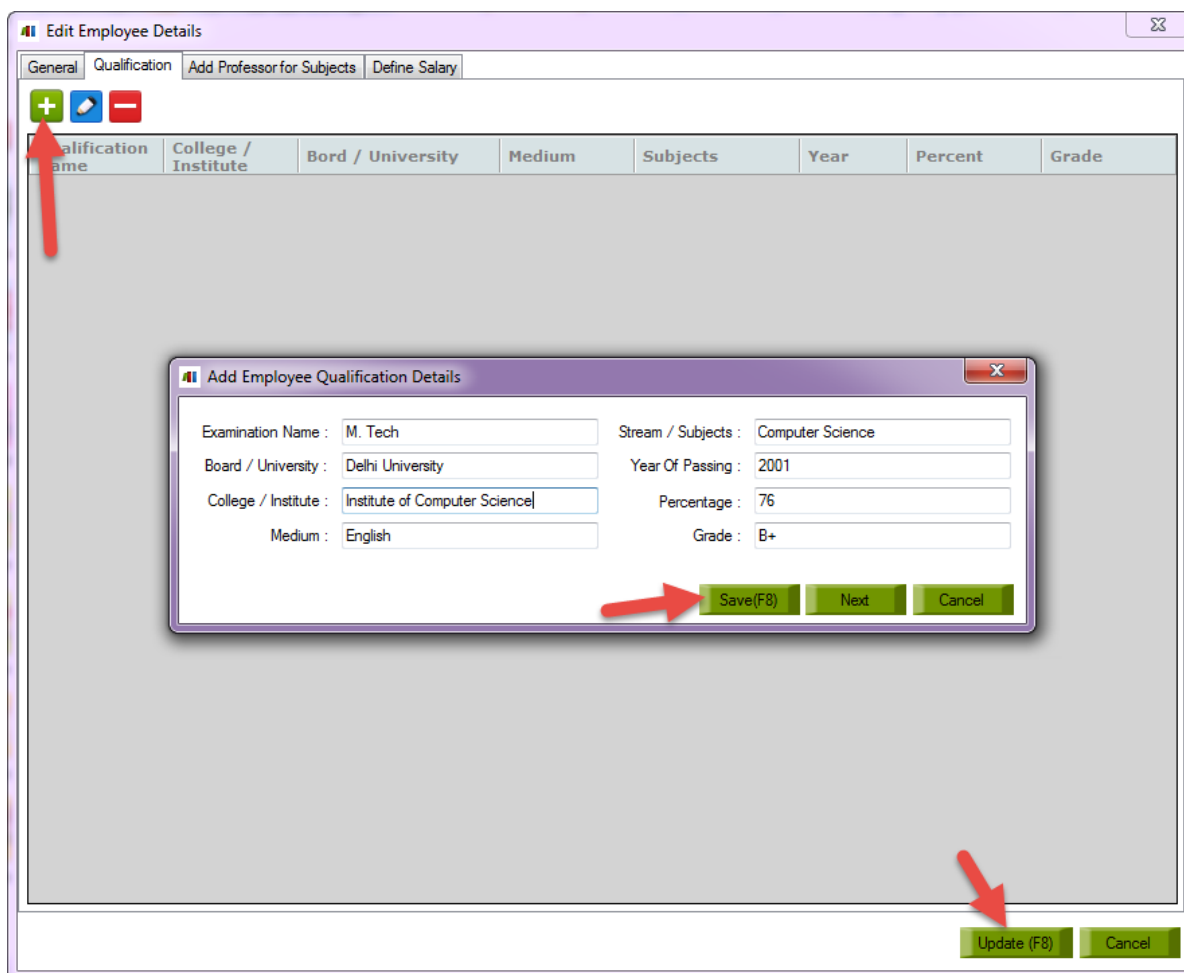 Edit Employee Details
General Qualification Add Professor for Subjects Define Salary
alification College / Bord / University Medium Subjects Year Percent Grade
ame Institute
Add Employee Qualification Details
Examination Name : M. Tech Stream / Subjects : Computer Science
Board / University : Delhi University Year Of Passing : 2001
College / Institute : Institute of Computer Science Percentage : 76
Medium : English Grade : B+
Save(F8) Next Cancel
Update (F8) Cancel